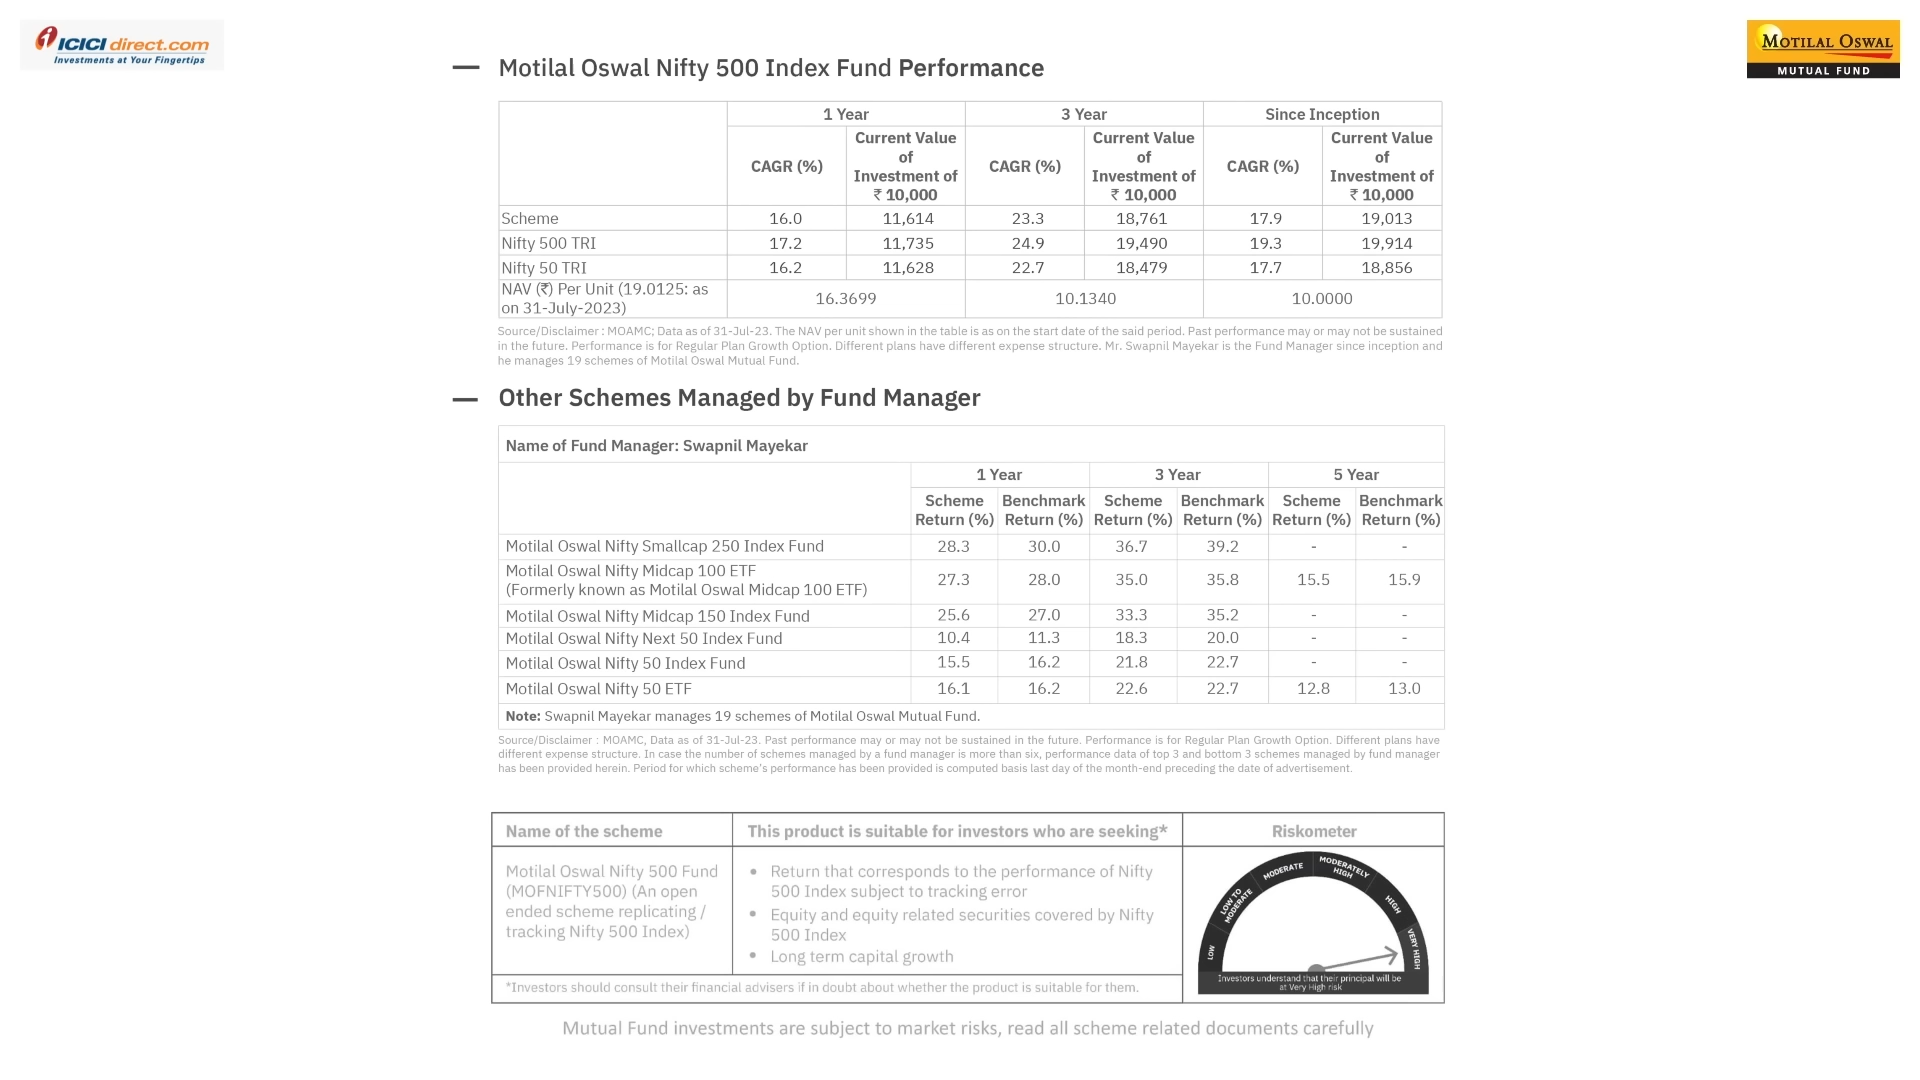 ICICI direct.com
Investments at Your Fingertips
MOTILAL OSWAL
MUTUAL FUND
Motilal Oswal Nifty 500 Index Fund Performance
1 Year 3 Year Since Inception
CAGR (%) Current Value of Investment of ₹ 10,000 CAGR (%) Current Value of Investment of ₹ 10,000 CAGR (%) Current Value of Investment of ₹ 10,000
Scheme 16.0 11,614 23.3 18,761 17.9 19,013
Nifty 500 TRI 17.2 11,735 24.9 19,490 19.3 19,914
Nifty 50 TRI 16.2 11,628 22.7 18,479 17.7 18,856
NAV (₹) Per Unit (19.0125: as on 31-July-2023) 16.3699 10.1340 10.0000
Source/Disclaimer : MOAMC; Data as of 31-Jul-23. The NAV per unit shown in the table is as on the start date of the said period. Past performance may or may not be sustained
in the future. Performance is for Regular Plan Growth Option. Different plans have different expense structure. Mr. Swapnil Mayekar is the Fund Manager since inception and
he manages 19 schemes of Motilal Oswal Mutual Fund.
Other Schemes Managed by Fund Manager
Name of Fund Manager: Swapnil Mayekar
1 Year 3 Year 5 Year
Scheme Return (%) Benchmark Return (%) Scheme Return (%) Benchmark Return (%) Scheme Return (%) Benchmark Return (%)
Motilal Oswal Nifty Smallcap 250 Index Fund 28.3 30.0 36.7 39.2 - -
Motilal Oswal Nifty Midcap 100 ETF
(Formerly known as Motilal Oswal Midcap 100 ETF) 27.3 28.0 35.0 35.8 15.5 15.9
Motilal Oswal Nifty Midcap 150 Index Fund 25.6 27.0 33.3 35.2 - -
Motilal Oswal Nifty Next 50 Index Fund 10.4 11.3 18.3 20.0 - -
Motilal Oswal Nifty 50 Index Fund 15.5 16.2 21.8 22.7 - -
Motilal Oswal Nifty 50 ETF 16.1 16.2 22.6 22.7 12.8 13.0
Note: Swapnil Mayekar manages 19 schemes of Motilal Oswal Mutual Fund.
Source/Disclaimer : MOAMC, Data as of 31-Jul-23. Past performance may or may not be sustained in the future. Performance is for Regular Plan Growth Option. Different plans have
different expense structure. In case the number of schemes managed by a fund manager is more than six, performance data of top 3 and bottom 3 schemes managed by fund manager
has been provided herein. Period for which scheme's performance has been provided is computed basis last day of the month-end preceding the date of advertisement.
Name of the scheme This product is suitable for investors who are seeking* Riskometer
Motilal Oswal Nifty 500 Fund
(MOFNIFTY500) (An open
ended scheme replicating /
tracking Nifty 500 Index)
• Return that corresponds to the performance of Nifty
500 Index subject to tracking error
• Equity and equity related securities covered by Nifty
500 Index
• Long term capital growth
LOW
LOW TO MODERATE
MODERATE
MODERATELY HIGH
HIGH
VERY HIGH
Investors understand that their principal will be
at Very High risk
*Investors should consult their financial advisers if in doubt about whether the product is suitable for them.
Mutual Fund investments are subject to market risks, read all scheme related documents carefully